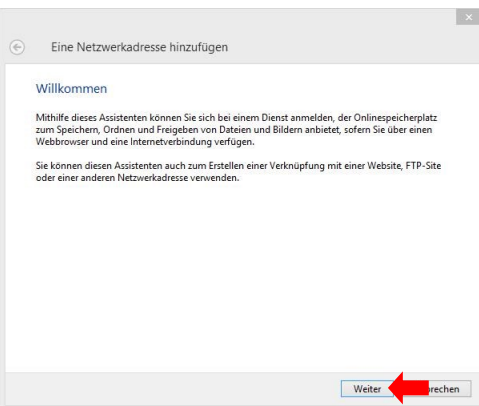 Eine Netzwerkadresse hinzufügen
Willkommen
Mithilfe dieses Assistenten können Sie sich bei einem Dienst anmelden, der Onlinespeicherplatz
zum Speichern, Ordnen und Freigeben von Dateien und Bildern anbietet, sofern Sie über einen
Webbrowser und eine Internetverbindung verfügen.
Sie können diesen Assistenten auch zum Erstellen einer Verknüpfung mit einer Website, FTP-Site
oder einer anderen Netzwerkadresse verwenden.
Weiter